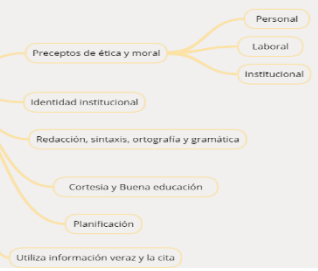 Personal
Preceptos de ética y moral
Laboral
Institucional
Identidad institucional
Redacción, sintaxis, ortografía y gramática
Cortesia y Buena educación
Planificación
Utiliza información veraz y la cita